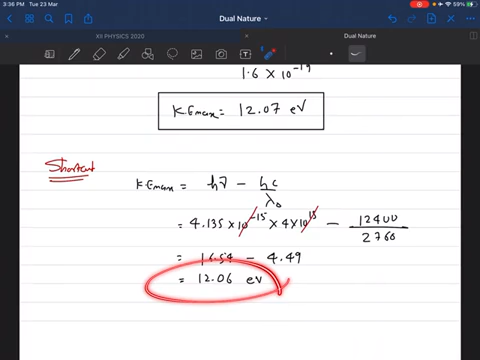 3:36 PM Tue 23 Mar
59%
Dual Nature
XII PHYSICS 2020
Dual Nature
1.6 × 10⁻¹⁹
K.Emax = 12.07 eV
Shortcut
K.Emax = hν − hc/λ₀
= 4.135 × 10⁻¹⁵ × 4 × 10¹⁵ − 12400/2760
= 16.54 − 4.49
= 12.06 eV